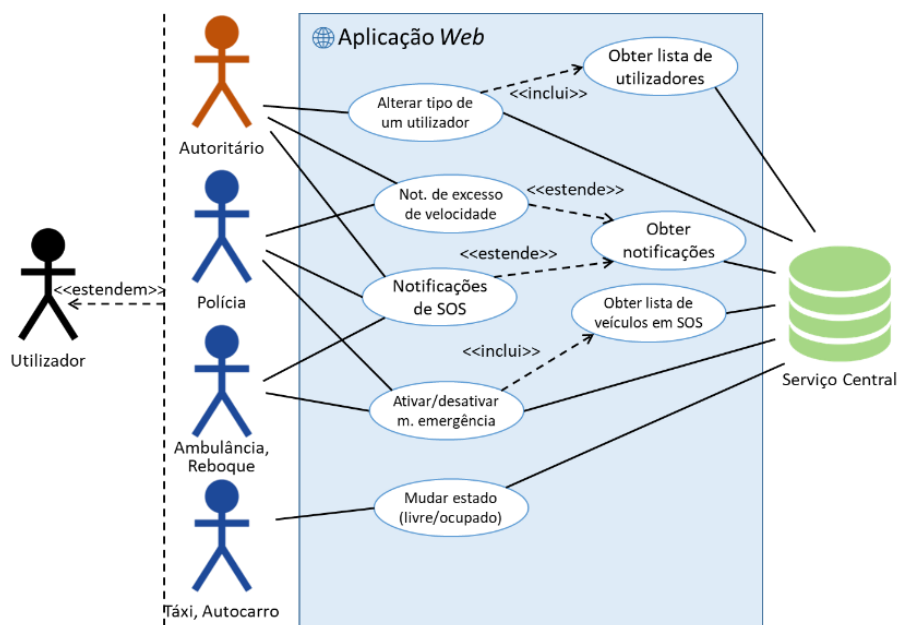 Aplicação Web
Obter lista de
utilizadores
<<inclui>>
Alterar tipo de
um utilizador
Autoritário
Not. de excesso
de velocidade
<<estende>>
Obter
notificações
<<estende>>
Notificações
de SOS
Polícia
<<estendem>>
Utilizador
Obter lista de
veículos em SOS
<<inclui>>
Serviço Central
Ativar/desativar
m. emergência
Ambulância,
Reboque
Mudar estado
(livre/ocupado)
Táxi, Autocarro